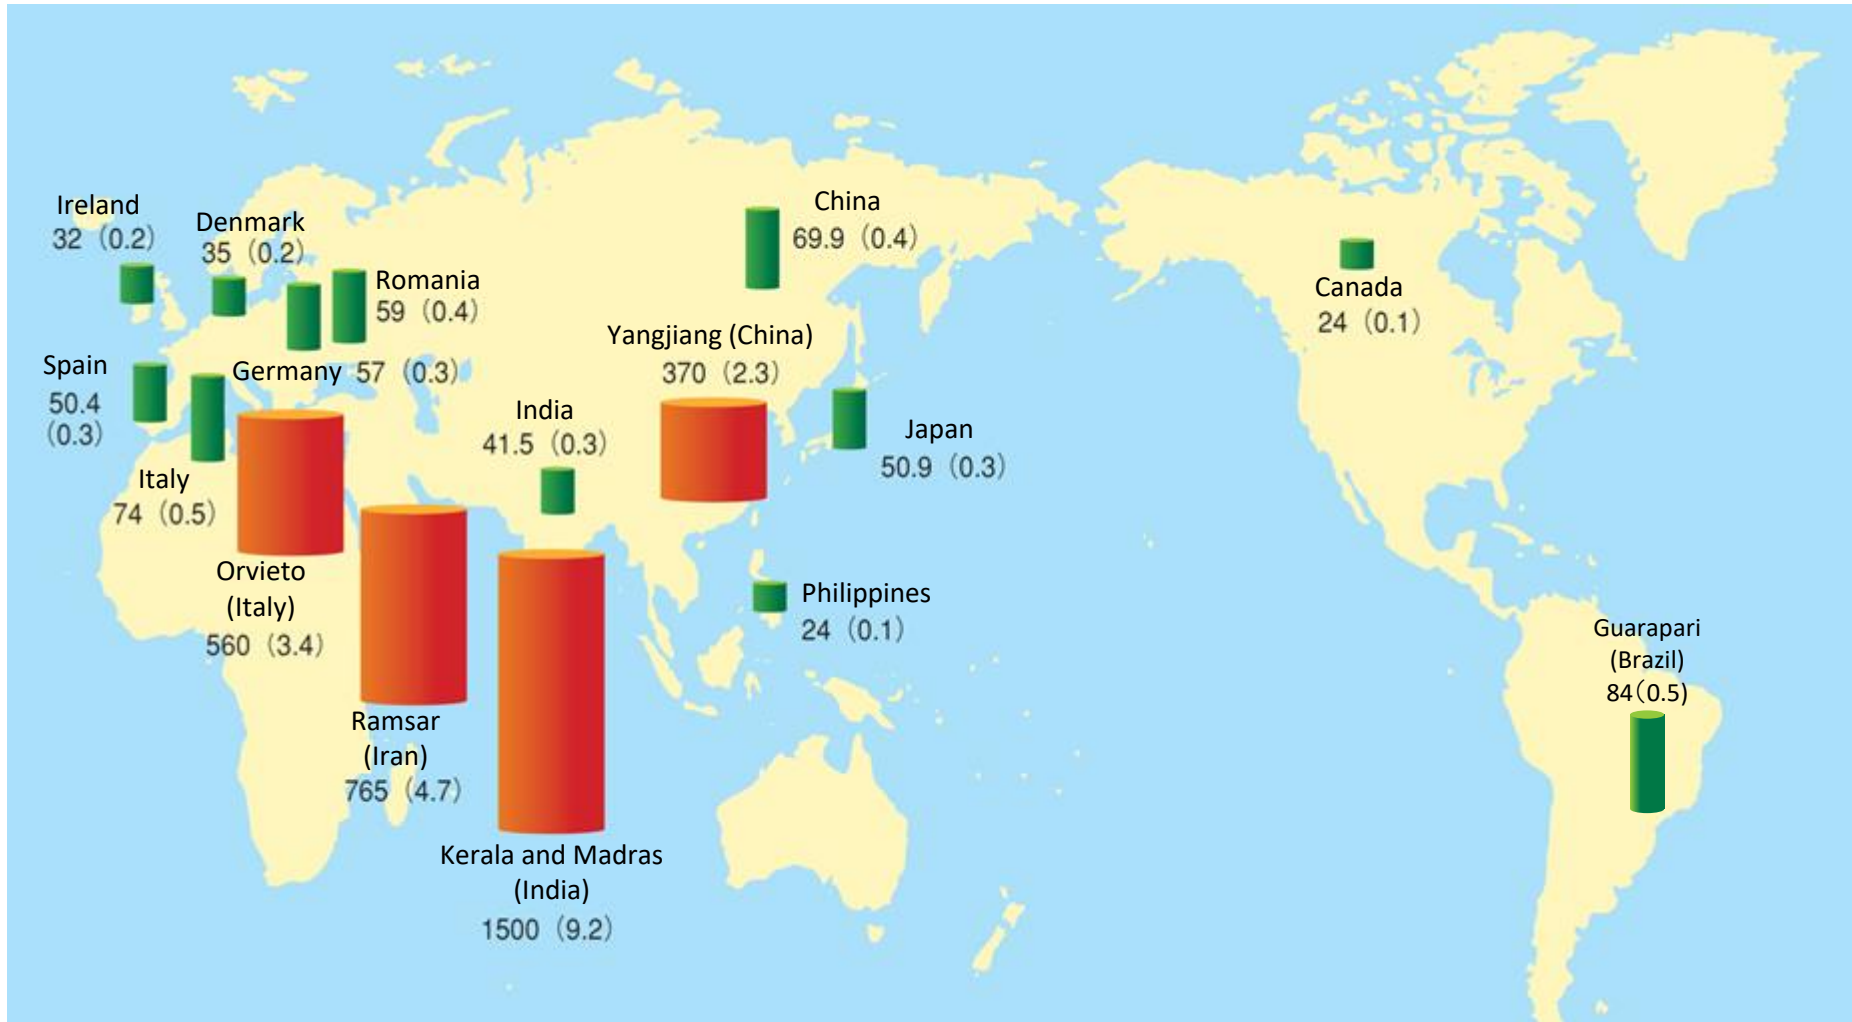 Ireland
32（0.2）
Denmark
35（0.2）
Romania
59（0.4）
Germany 57（0.3）
Spain
50.4
（0.3）
Italy
74（0.5）
Orvieto
(Italy)
560（3.4）
Ramsar
(Iran)
765（4.7）
India
41.5（0.3）
Kerala and Madras
(India)
1500（9.2）
China
69.9（0.4）
Yangjiang (China)
370（2.3）
Japan
50.9（0.3）
Philippines
24（0.1）
Canada
24（0.1）
Guarapari
(Brazil)
84（0.5)